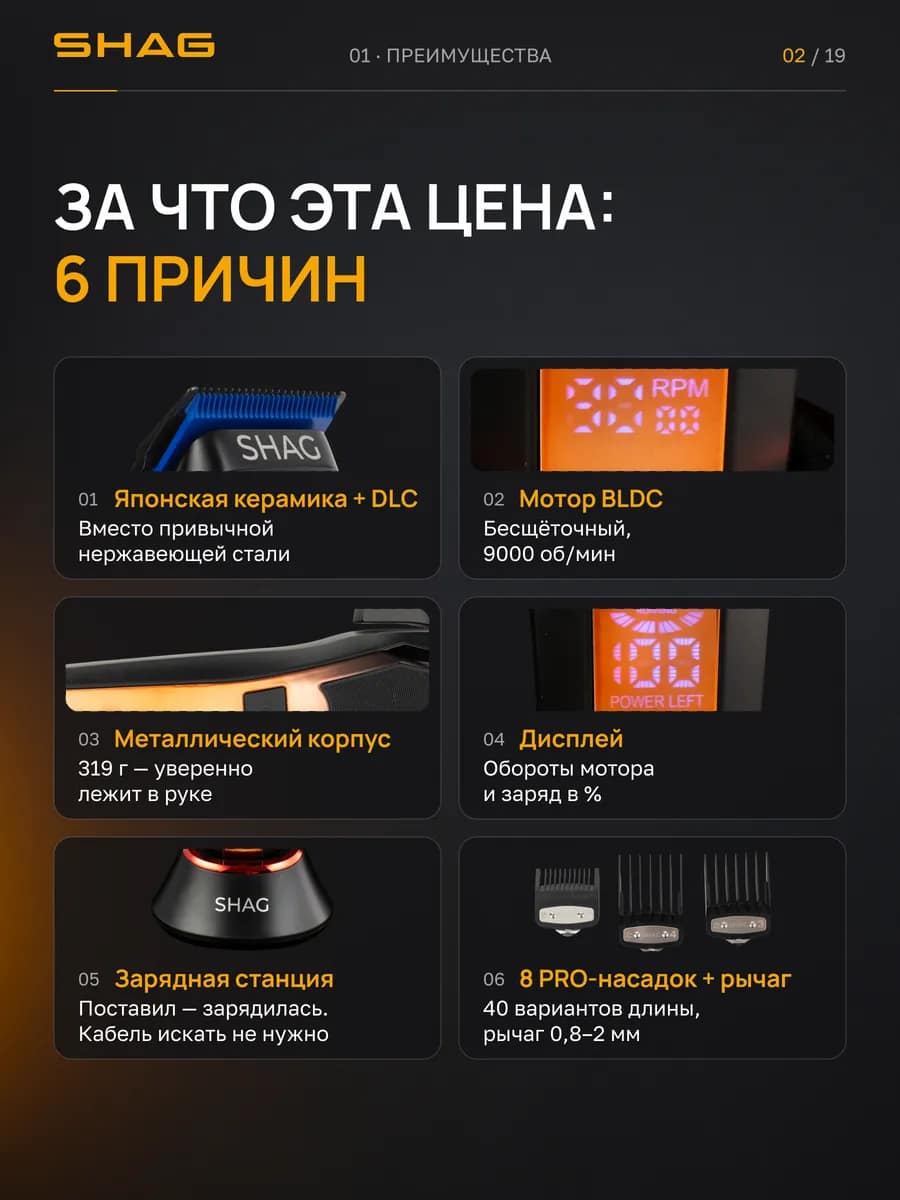 SHAG
01 · ПРЕИМУЩЕСТВА
02 / 19
ЗА ЧТО ЭТА ЦЕНА:
6 ПРИЧИН
SHAG
01 Японская керамика + DLC
Вместо привычной
нержавеющей стали
RPM
02 Мотор BLDC
Бесщёточный,
9000 об/мин
03 Металлический корпус
319 г — уверенно
лежит в руке
100
POWER LEFT
04 Дисплей
Обороты мотора
и заряд в %
SHAG
05 Зарядная станция
Поставил — зарядилась.
Кабель искать не нужно
06 8 PRO-насадок + рычаг
40 вариантов длины,
рычаг 0,8–2 мм